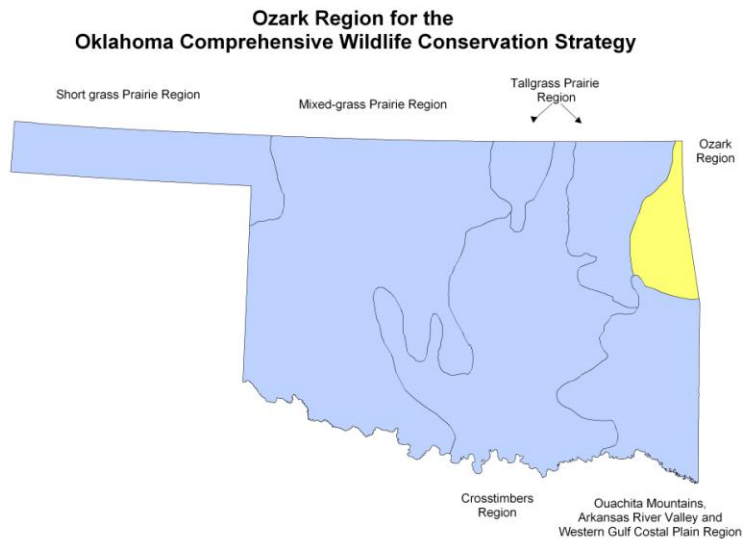 Ozark Region for the
Oklahoma Comprehensive Wildlife Conservation Strategy
Short grass Prairie Region
Mixed-grass Prairie Region
Tallgrass Prairie
Region
Ozark
Region
Crosstimbers
Region
Ouachita Mountains,
Arkansas River Valley and
Western Gulf Costal Plain Region